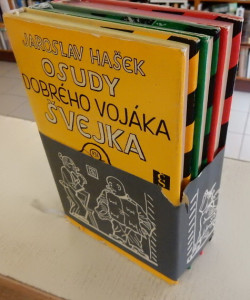 JAROSLAV HAŠEK
OSUDY
DOBRÉHO VOJÁKA
ŠVEJKA